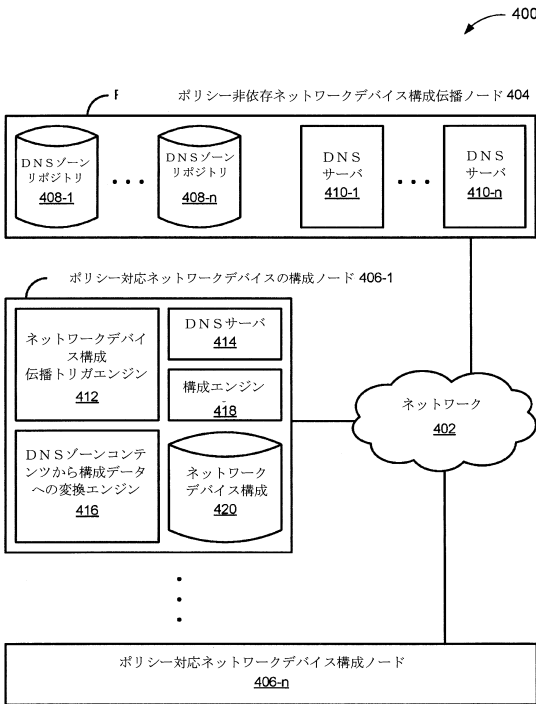 400
F
ポリシー非依存ネットワークデバイス構成伝播ノード 404
DNSゾーン
リポジトリ
408-1
DNSゾーン
リポジトリ
408-n
DNS
サーバ
410-1
DNS
サーバ
410-n
ポリシー対応ネットワークデバイスの構成ノード 406-1
ネットワークデバイ
ス構成
伝播トリガエンジン
412
DNSサーバ
414
構成エンジン
418
DNSゾーンコンテ
ンツから構成データ
への変換エンジン
416
ネットワーク
デバイス構成
420
ネットワーク
402
ポリシー対応ネットワークデバイス構成ノード
406-n